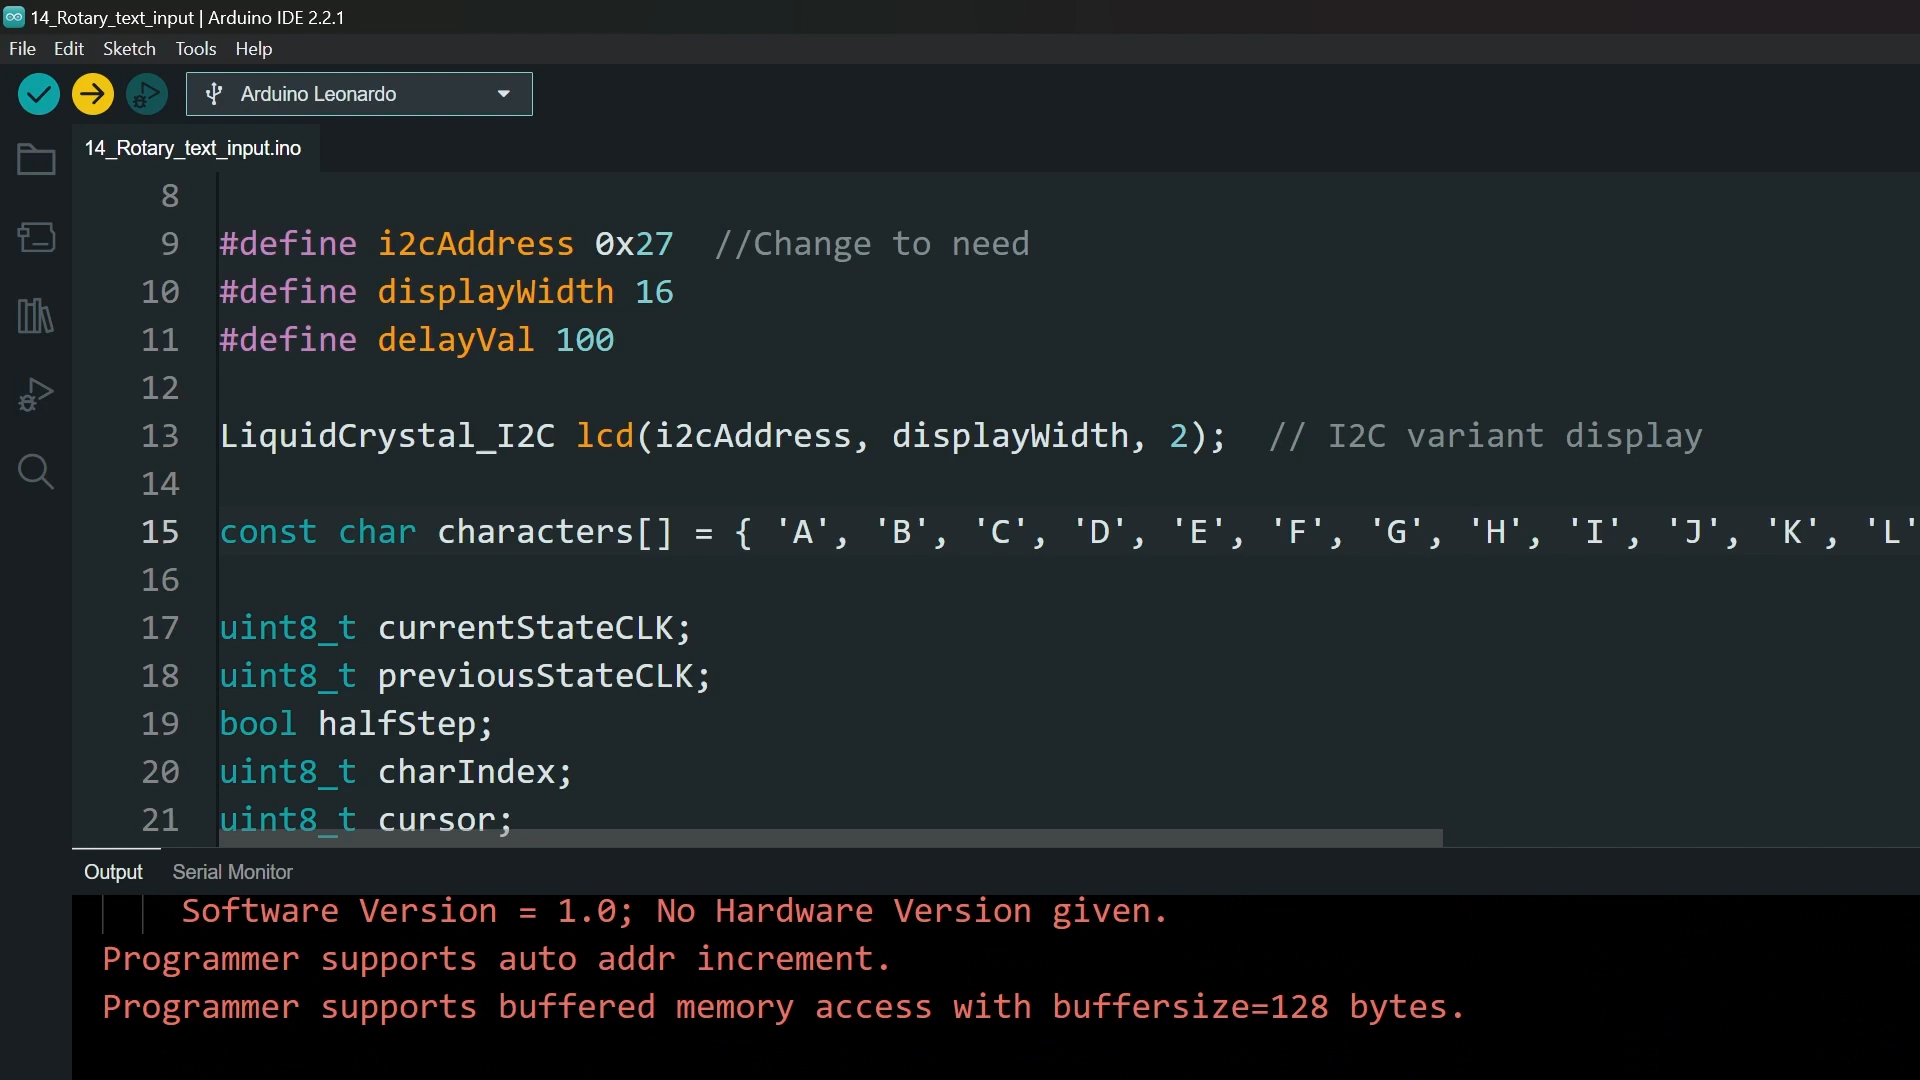 14_Rotary_text_input | Arduino IDE 2.2.1
File Edit Sketch Tools Help
Arduino Leonardo
14_Rotary_text_input.ino
8
9 #define i2cAddress 0x27  //Change to need
10 #define displayWidth 16
11 #define delayVal 100
12
13 LiquidCrystal_I2C lcd(i2cAddress, displayWidth, 2);  // I2C variant display
14
15 const char characters[] = { 'A', 'B', 'C', 'D', 'E', 'F', 'G', 'H', 'I', 'J', 'K', 'L'
16
17 uint8_t currentStateCLK;
18 uint8_t previousStateCLK;
19 bool halfStep;
20 uint8_t charIndex;
21 uint8_t cursor;
Output Serial Monitor
Software Version = 1.0; No Hardware Version given.
Programmer supports auto addr increment.
Programmer supports buffered memory access with buffersize=128 bytes.